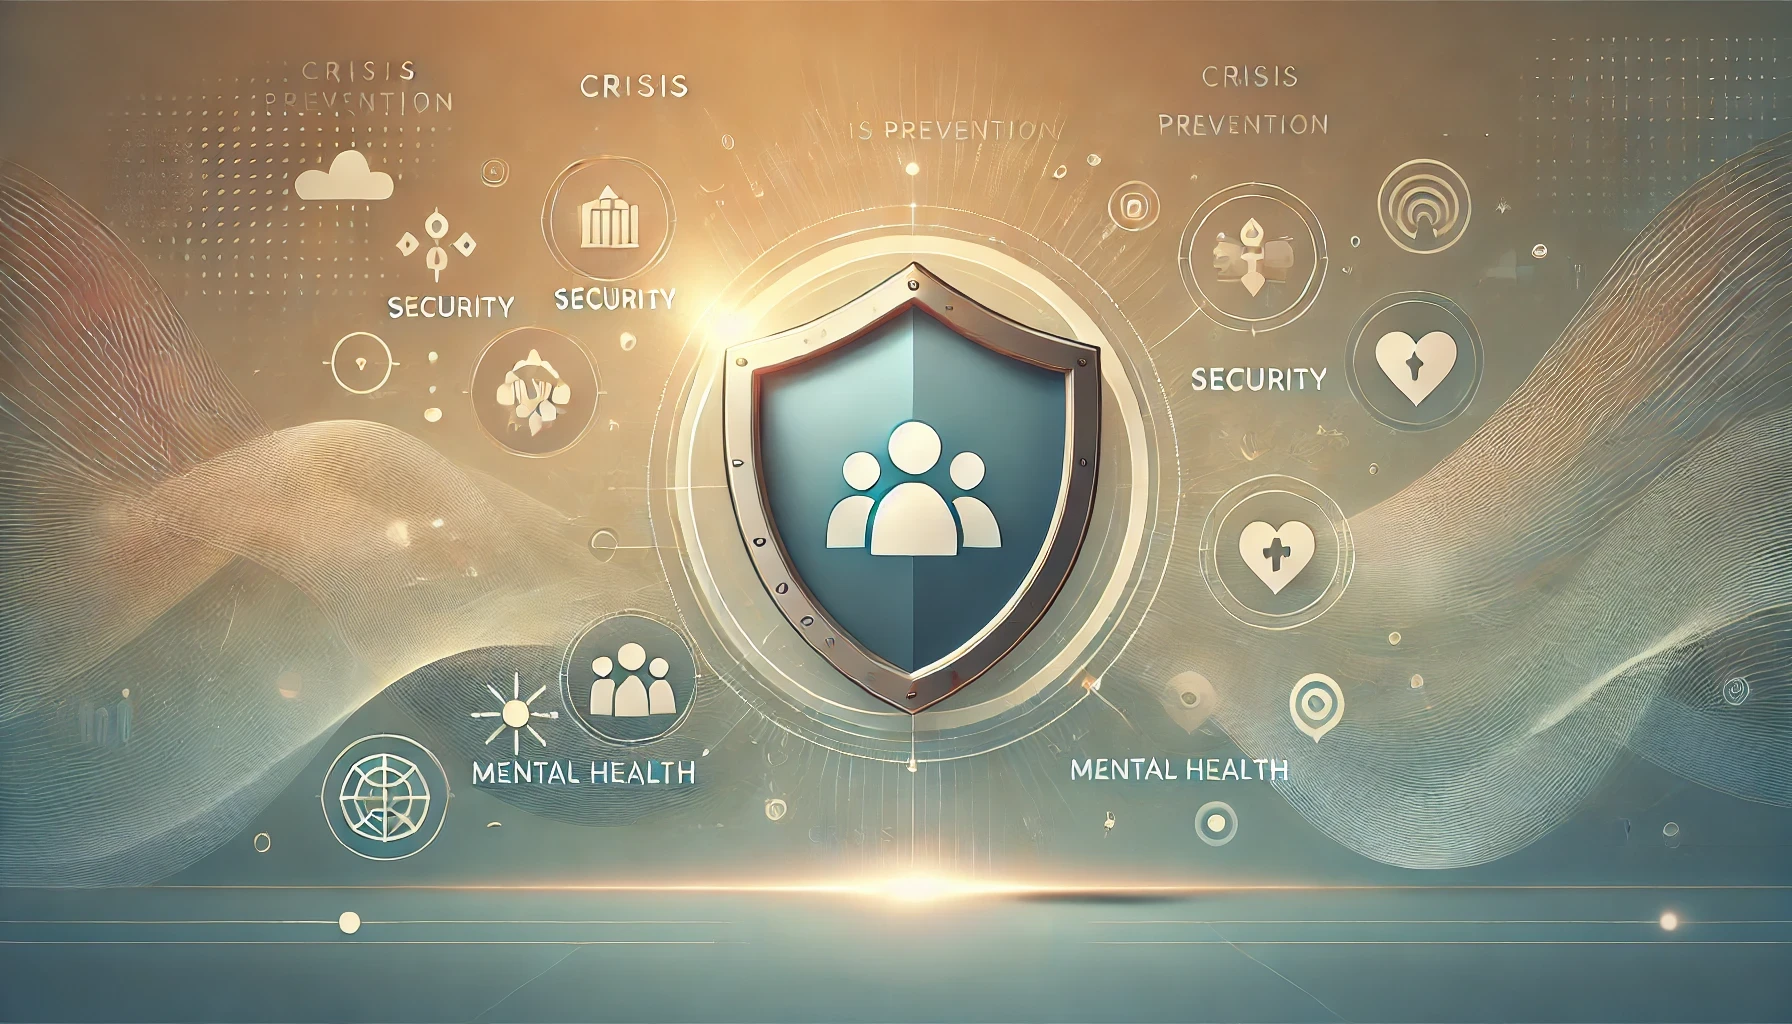 CRISIS
PREVENTION
CRISIS
IS PREVENTION
CRISIS
PREVENTION
SECURITY
SECURITY
SECURITY
MENTAL HEALTH
MENTAL HEALTH